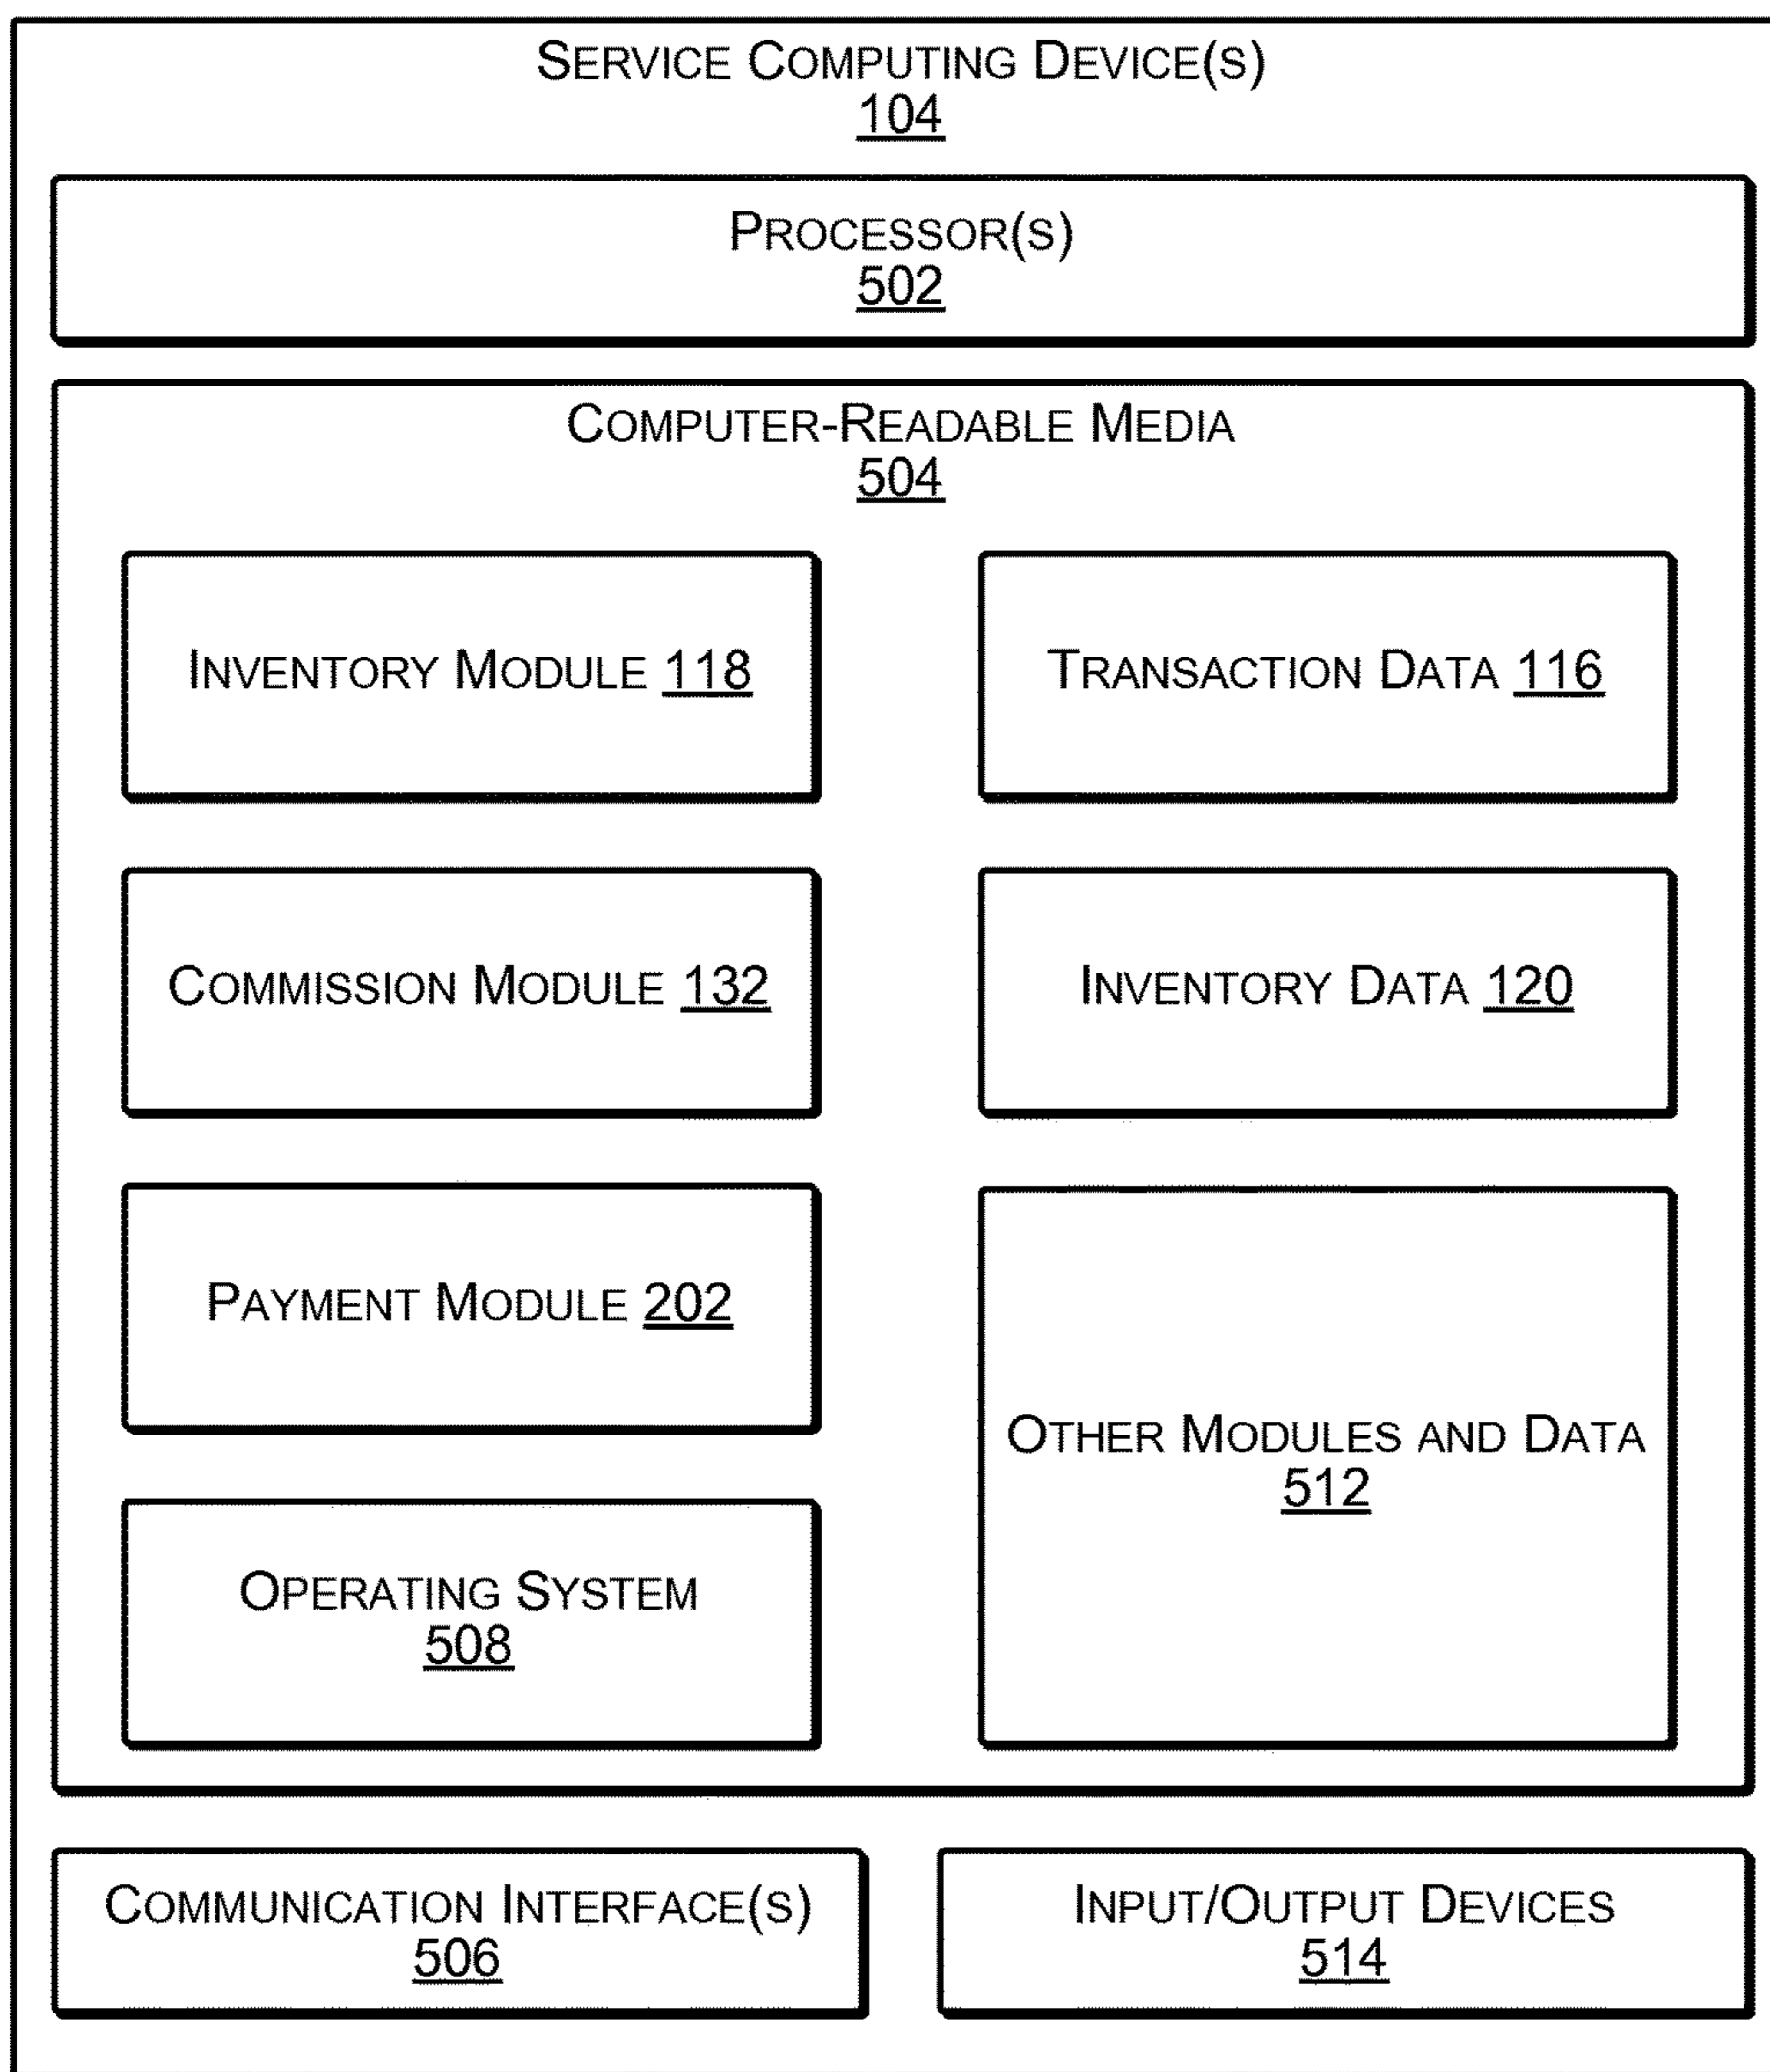 SERVICE COMPUTING DEVICE(S)
104
PROCESSOR(S)
502
COMPUTER-READABLE MEDIA
504
INVENTORY MODULE 118
TRANSACTION DATA 116
COMMISSION MODULE 132
INVENTORY DATA 120
PAYMENT MODULE 202
OTHER MODULES AND DATA
512
OPERATING SYSTEM
508
COMMUNICATION INTERFACE(S)
506
INPUT/OUTPUT DEVICES
514